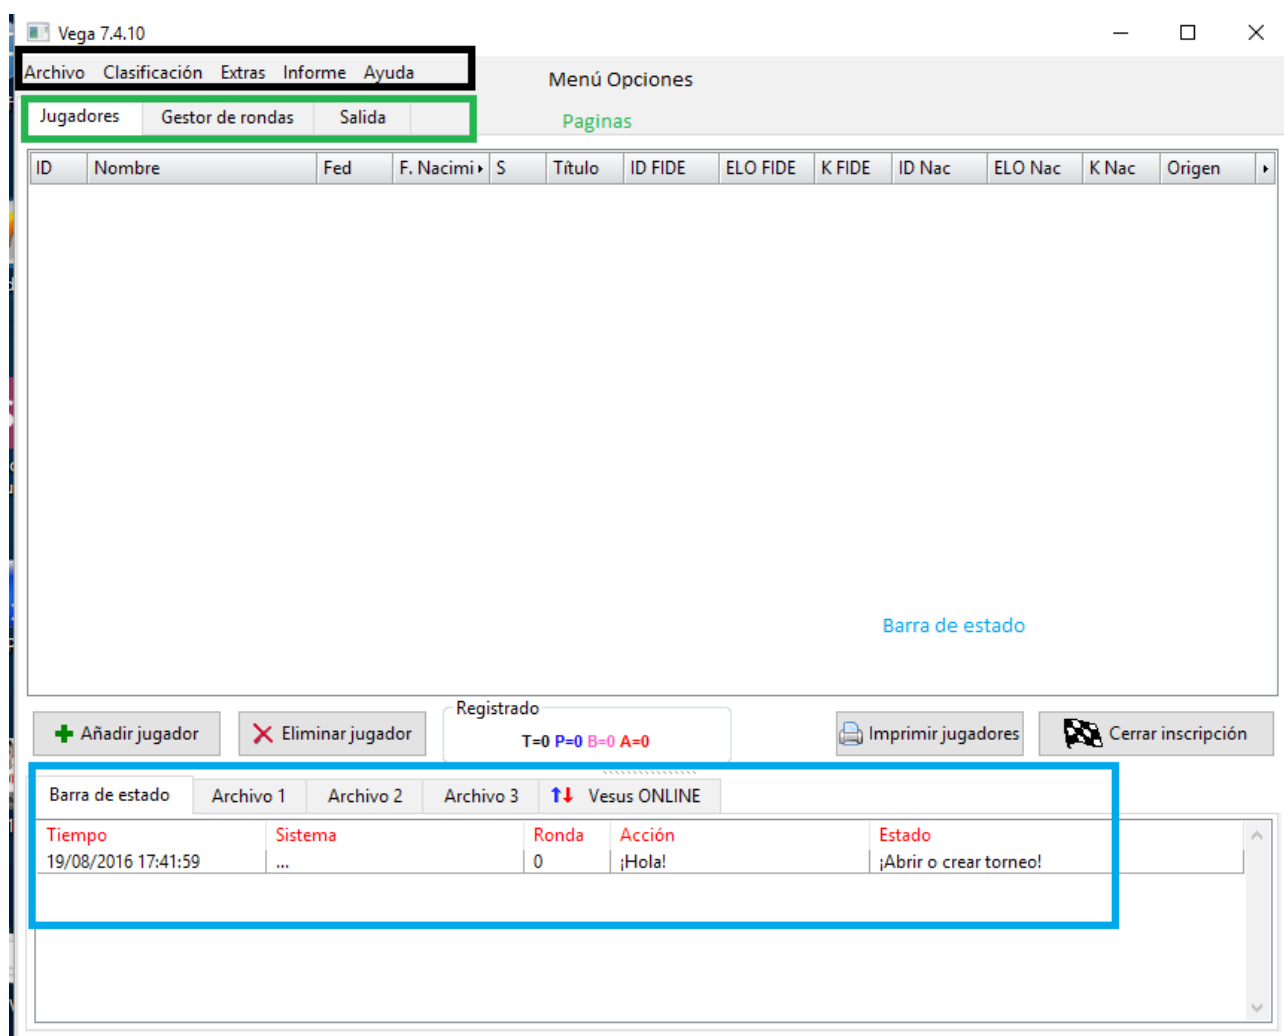 Vega 7.4.10
Archivo Clasificación Extras Informe Ayuda
Menú Opciones
Jugadores Gestor de rondas Salida
Paginas
ID Nombre Fed F. Nacimi S Título ID FIDE ELO FIDE K FIDE ID Nac ELO Nac K Nac Origen
Barra de estado
Registrado
Añadir jugador Eliminar jugador T=0 P=0 B=0 A=0 Imprimir jugadores Cerrar inscripción
Barra de estado Archivo 1 Archivo 2 Archivo 3 Vesus ONLINE
Tiempo Sistema Ronda Acción Estado
19/08/2016 17:41:59 ... 0 ¡Hola! ¡Abrir o crear torneo!